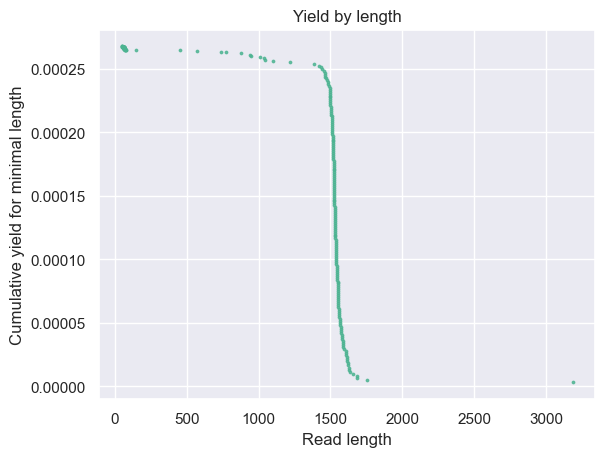 Yield by length
Cumulative yield for minimal length
0.00025
0.00020
0.00015
0.00010
0.00005
0.00000
0 500 1000 1500 2000 2500 3000
Read length